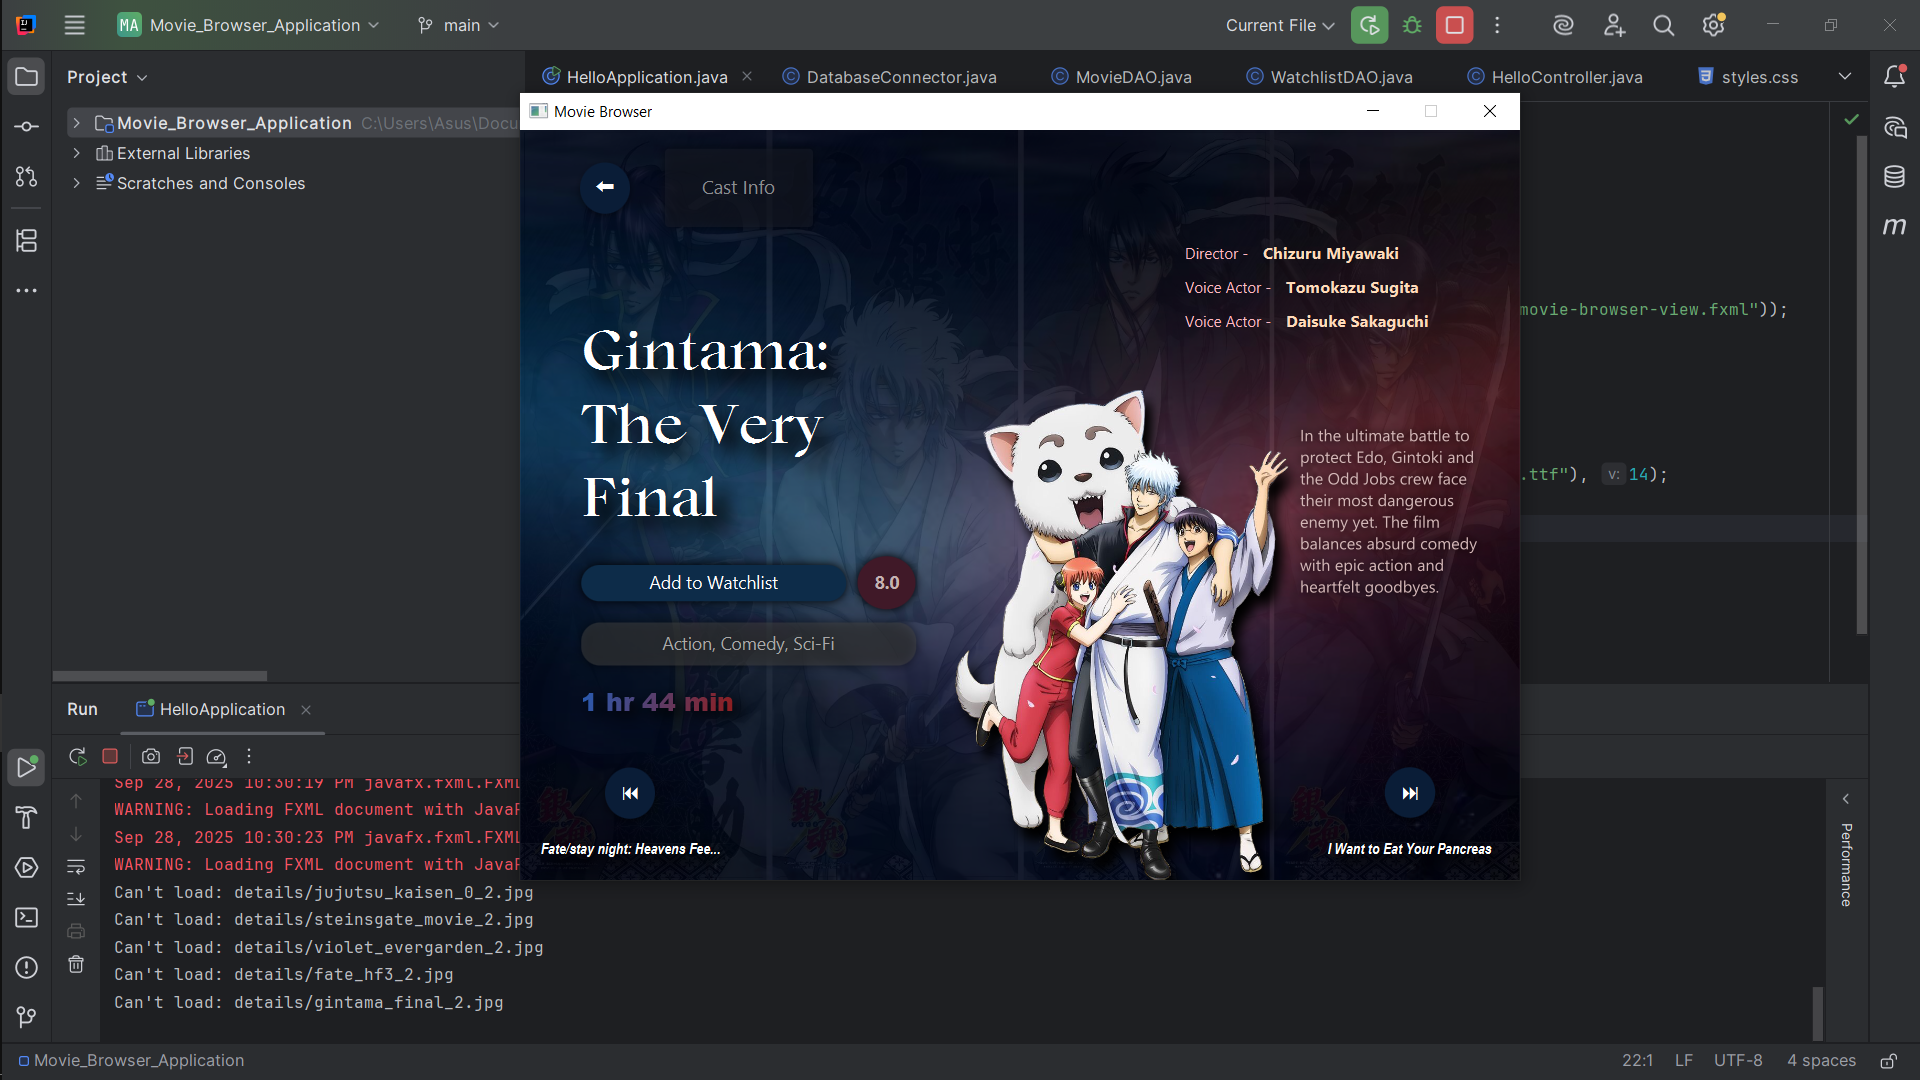 MA Movie_Browser_Application
main
Current File
Project
HelloApplication.java
DatabaseConnector.java
MovieDAO.java
WatchlistDAO.java
HelloController.java
styles.css
Movie_Browser_Application C:\Users\Asus\Docu
External Libraries
Scratches and Consoles
Movie Browser
Cast Info
Director - Chizuru Miyawaki
Voice Actor - Tomokazu Sugita
Voice Actor - Daisuke Sakaguchi
movie-browser-view.fxml"));
.ttf"), v: 14);
Gintama:
The Very
Final
In the ultimate battle to
protect Edo, Gintoki and
the Odd Jobs crew face
their most dangerous
enemy yet. The film
balances absurd comedy
with epic action and
heartfelt goodbyes.
Add to Watchlist
8.0
Action, Comedy, Sci-Fi
1 hr 44 min
Fate/stay night: Heavens Fee...
I Want to Eat Your Pancreas
Run
HelloApplication
Sep 28, 2025 10:30:19 PM javafx.fxml.FXML
WARNING: Loading FXML document with JavaF
Sep 28, 2025 10:30:23 PM javafx.fxml.FXML
WARNING: Loading FXML document with JavaF
Can't load: details/jujutsu_kaisen_0_2.jpg
Can't load: details/steinsgate_movie_2.jpg
Can't load: details/violet_evergarden_2.jpg
Can't load: details/fate_hf3_2.jpg
Can't load: details/gintama_final_2.jpg
Performance
m
Movie_Browser_Application
22:1
LF
UTF-8
4 spaces